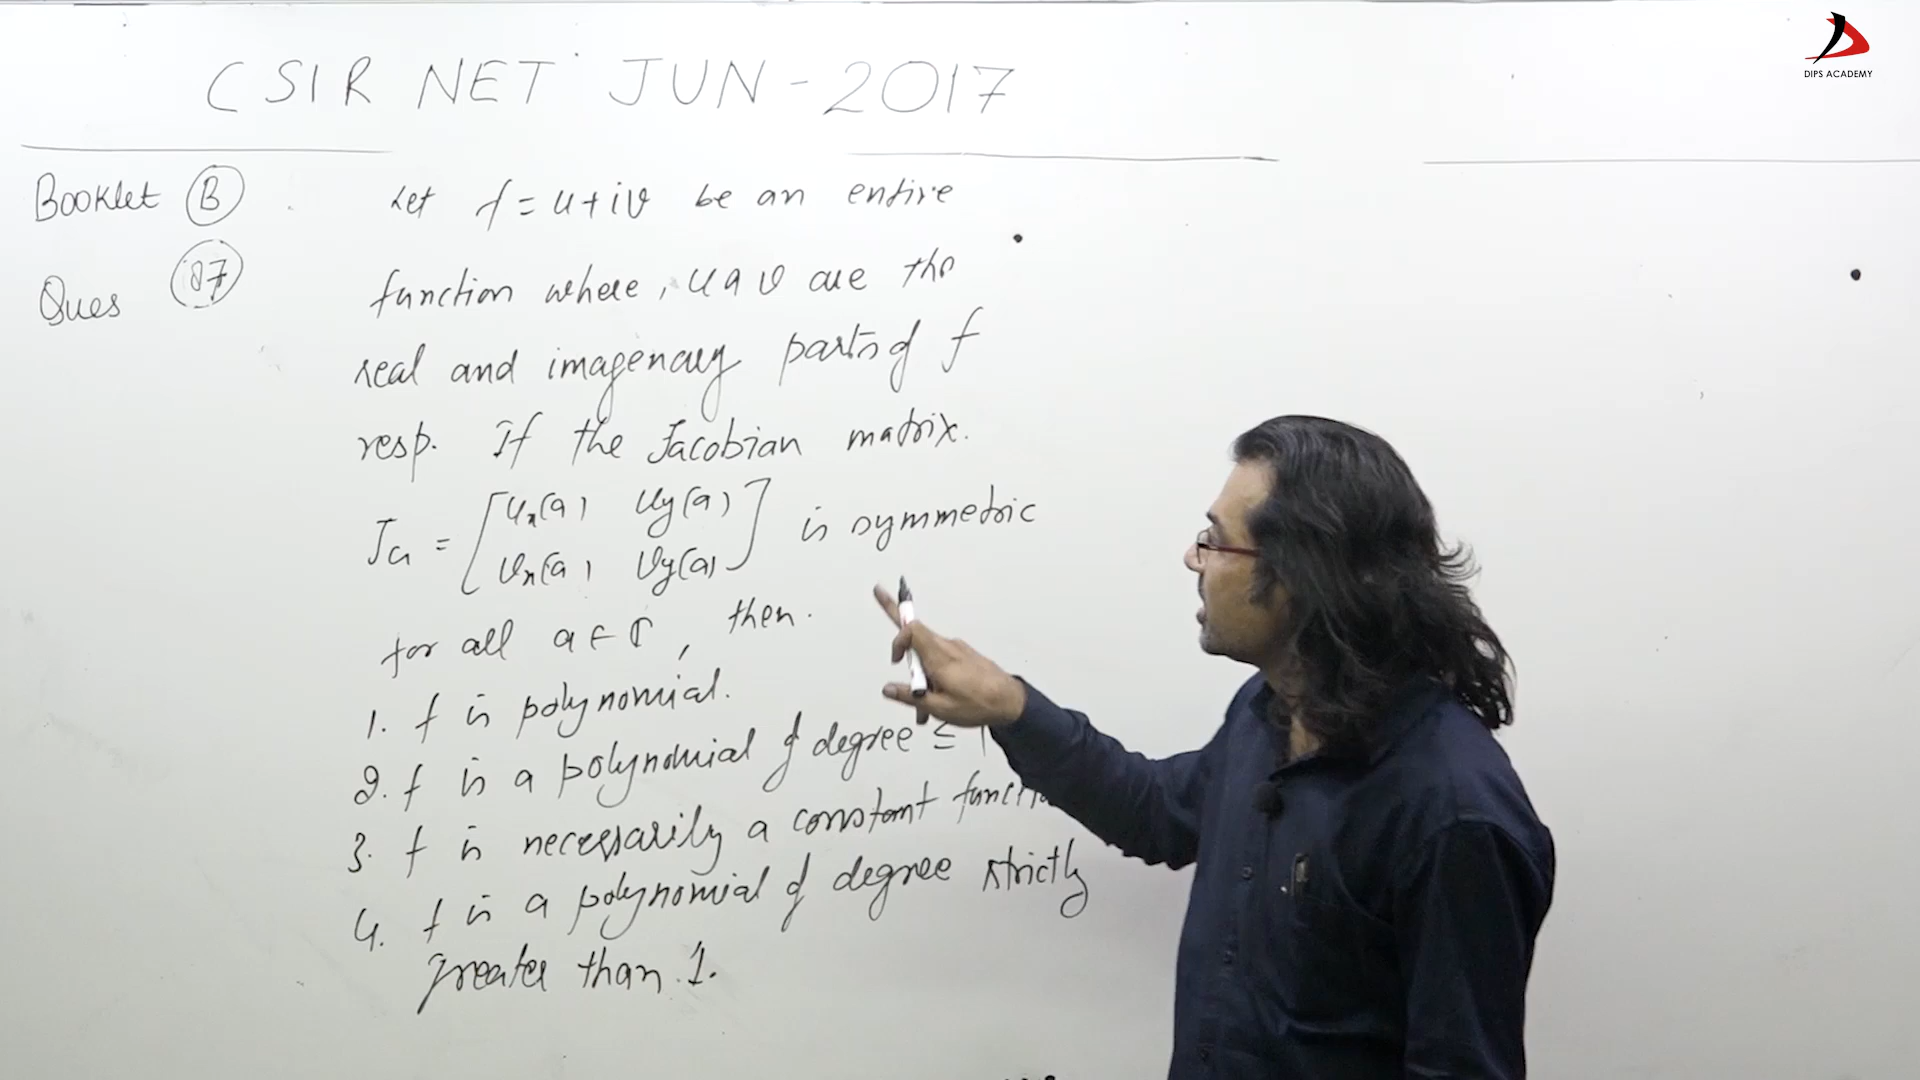 CSIR NET JUN-2017
DIPS ACADEMY
Booklet B
Ques 87
Let f = u+iv be an entire
function where, u & v are the
real and imagenary parts of f
resp. If the Jacobian matrix.
Ja = [ux(a) uy(a)
vx(a) vy(a)] is symmetric
for all a ∈ ℂ, then.
1. f is polynomial.
2. f is a polynomial of degree ≤ 1
3. f is necessarily a constant
4. f is a polynomial of degree strictly
greater than 1.